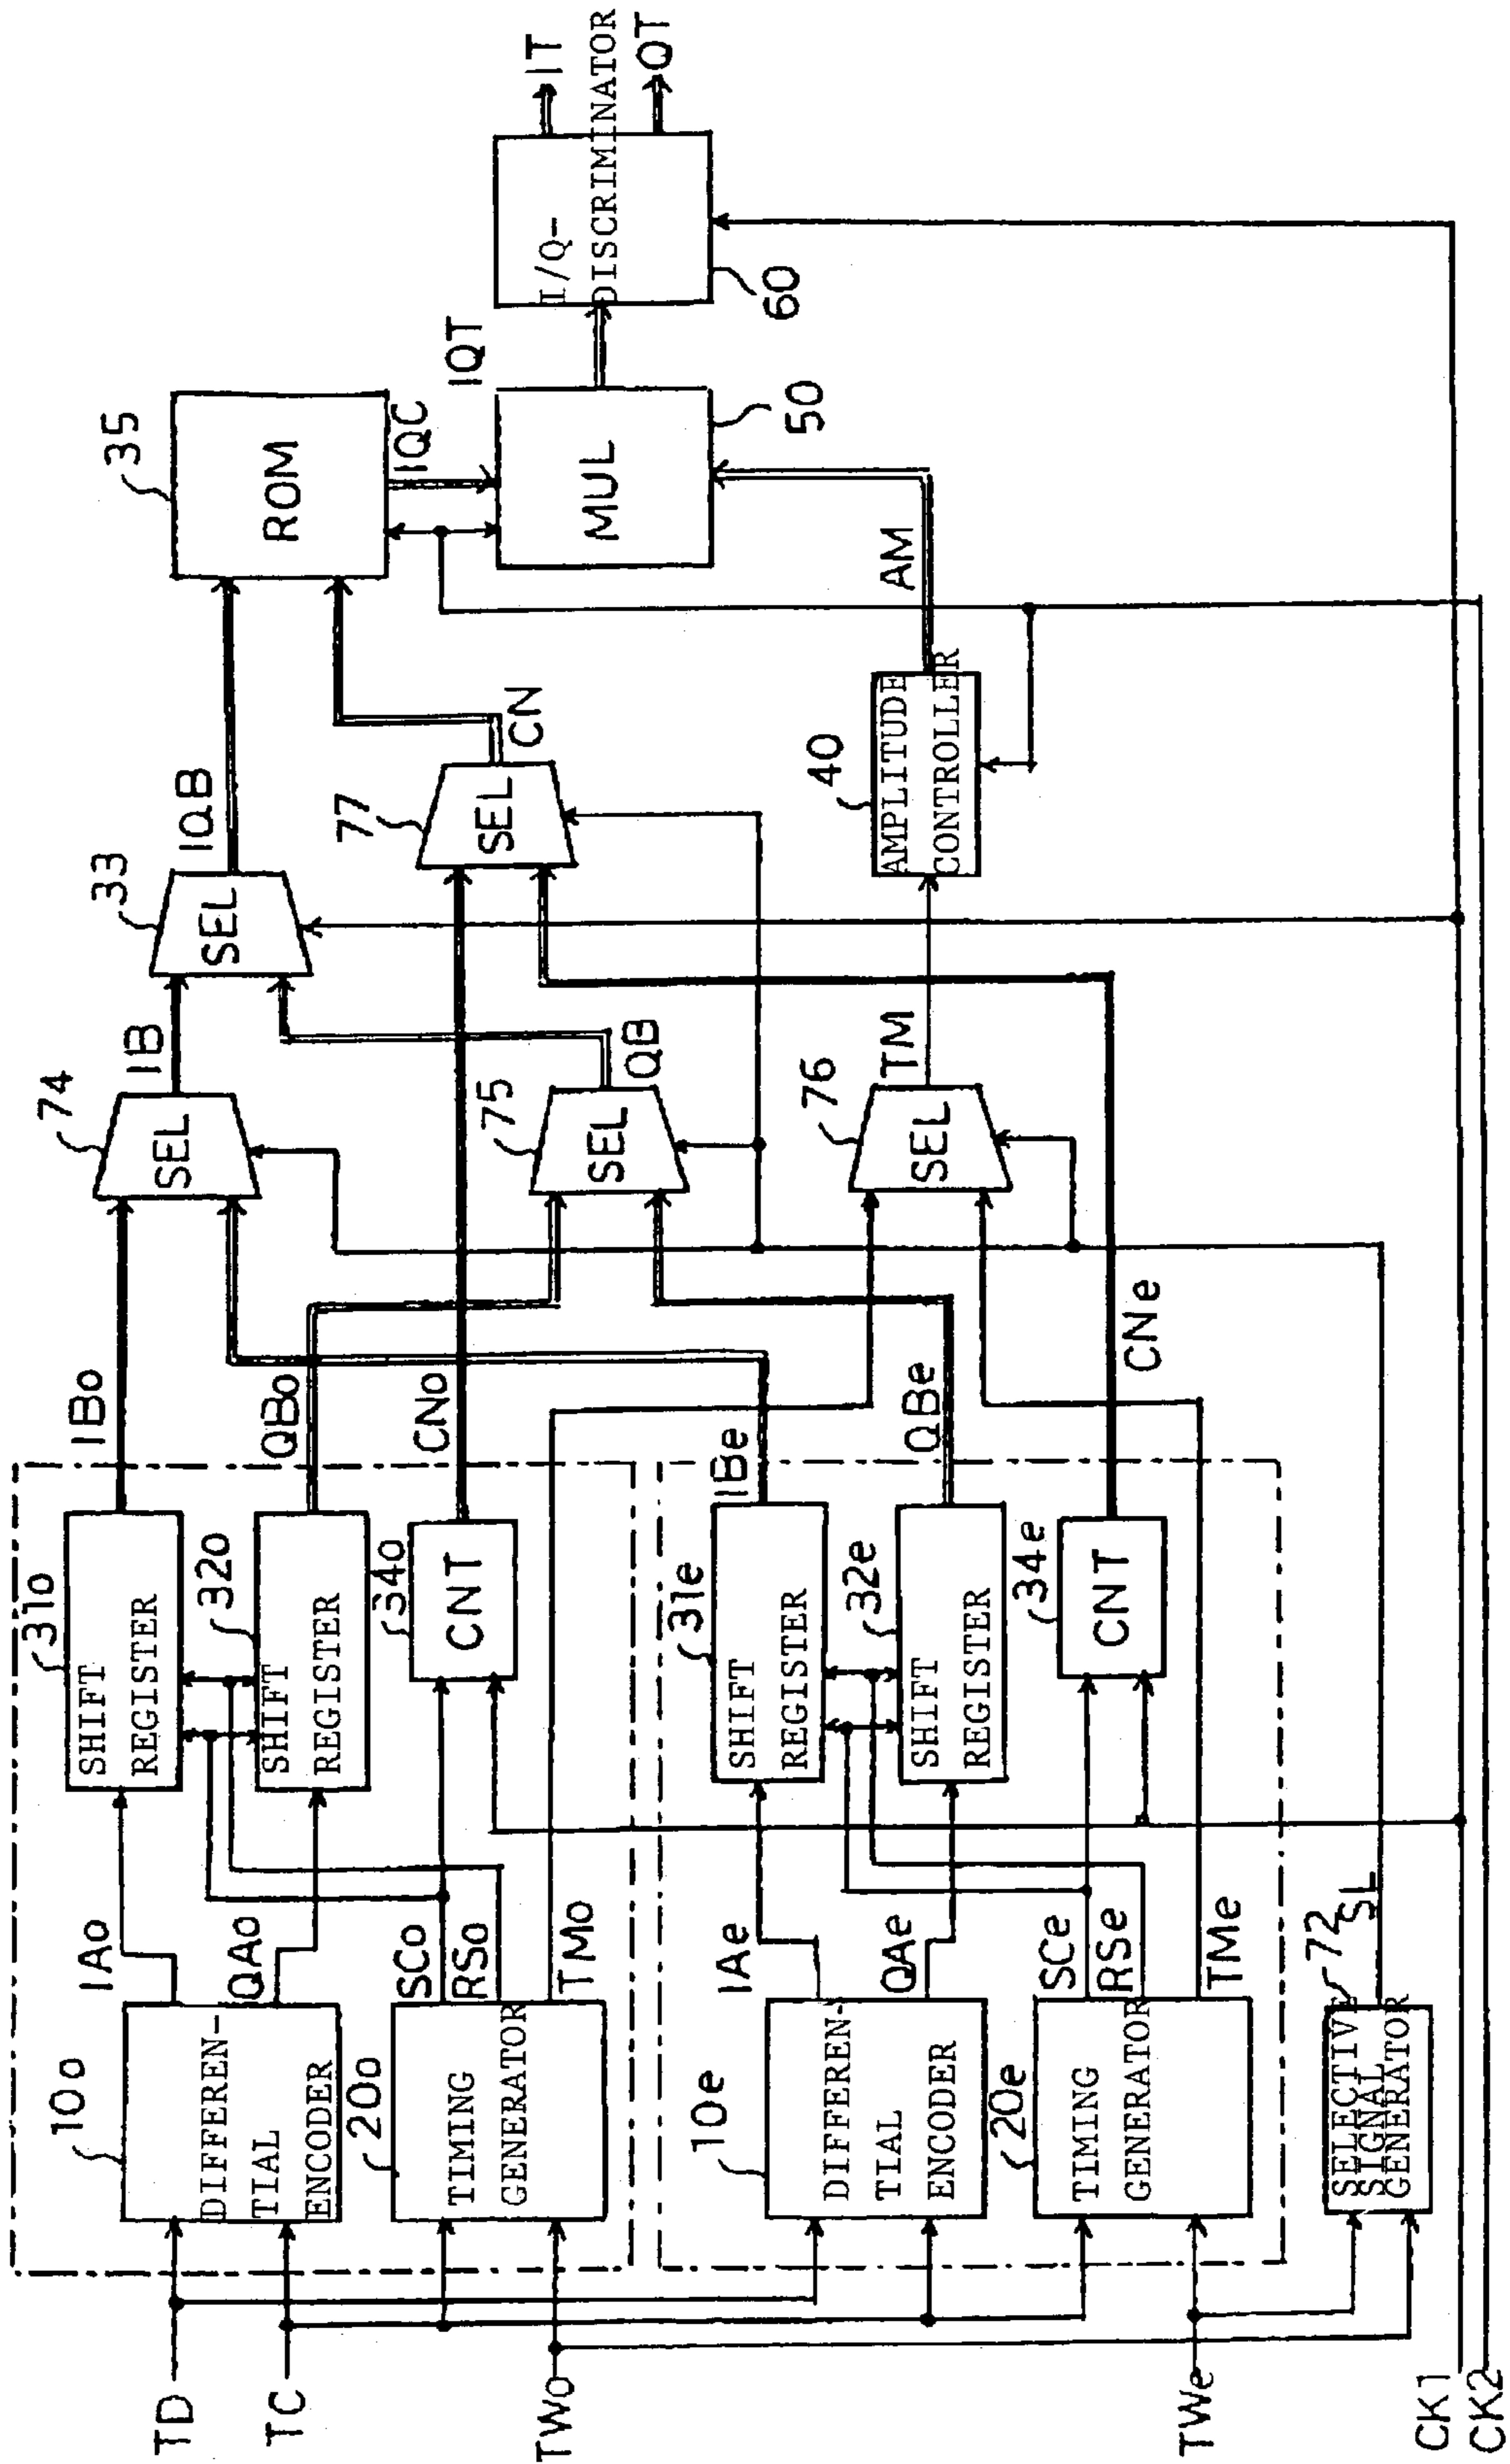 TD
TC
TWo
TWe
CK1
CK2
10o
DIFFEREN-
TIAL
ENCODER
20o
TIMING
GENERATOR
IAo
QAo
SCo
RSo
TMo
31o
SHIFT
REGISTER
32o
SHIFT
REGISTER
34o
CNT
IBo
QBo
CNo
10e
DIFFEREN-
TIAL
ENCODER
20e
TIMING
GENERATOR
IAe
QAe
SCe
RSe
TMe
31e
SHIFT
REGISTER
32e
SHIFT
REGISTER
34e
CNT
IBe
QBe
CNe
SELECTIVE
SIGNAL
GENERATOR
72
SL
74
SEL
IB
75
SEL
QB
76
SEL
TM
33
SEL
IQB
77
SEL
CN
40
AMPLITUDE
CONTROLLER
AM
35
ROM
IQC
MUL
50
IQT
I/Q-
DISCRIMINATOR
60
IT
QT